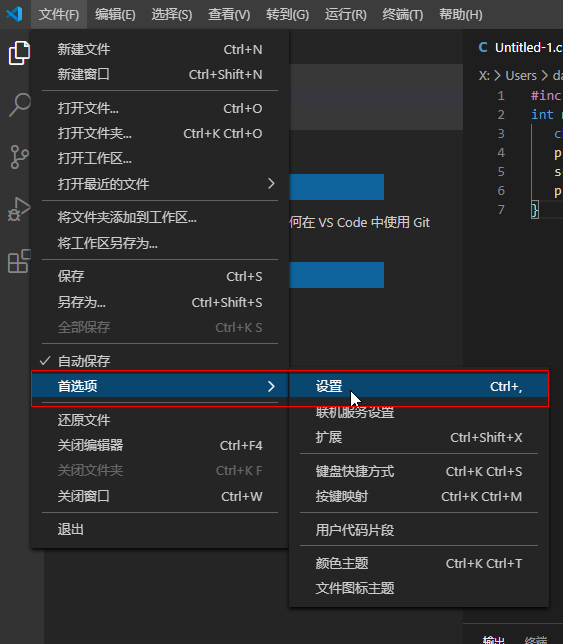 文件(F) 编辑(E) 选择(S) 查看(V) 转到(G) 运行(R) 终端(T) 帮助(H)
新建文件 Ctrl+N
新建窗口 Ctrl+Shift+N
打开文件... Ctrl+O
打开文件夹... Ctrl+K Ctrl+O
打开工作区...
打开最近的文件
将文件夹添加到工作区...
将工作区另存为...
保存 Ctrl+S
另存为... Ctrl+Shift+S
全部保存 Ctrl+K S
自动保存
首选项
还原文件
关闭编辑器 Ctrl+F4
关闭文件夹 Ctrl+K F
关闭窗口 Ctrl+W
退出
设置 Ctrl+,
联机服务设置
扩展 Ctrl+Shift+X
键盘快捷方式 Ctrl+K Ctrl+S
按键映射 Ctrl+K Ctrl+M
用户代码片段
颜色主题 Ctrl+K Ctrl+T
文件图标主题
何在 VS Code 中使用 Git
C Untitled-1.c
X: > Users > da
1 #inc
2 int
3 c
4 p
5 s
6 p
7 }
输出 终端